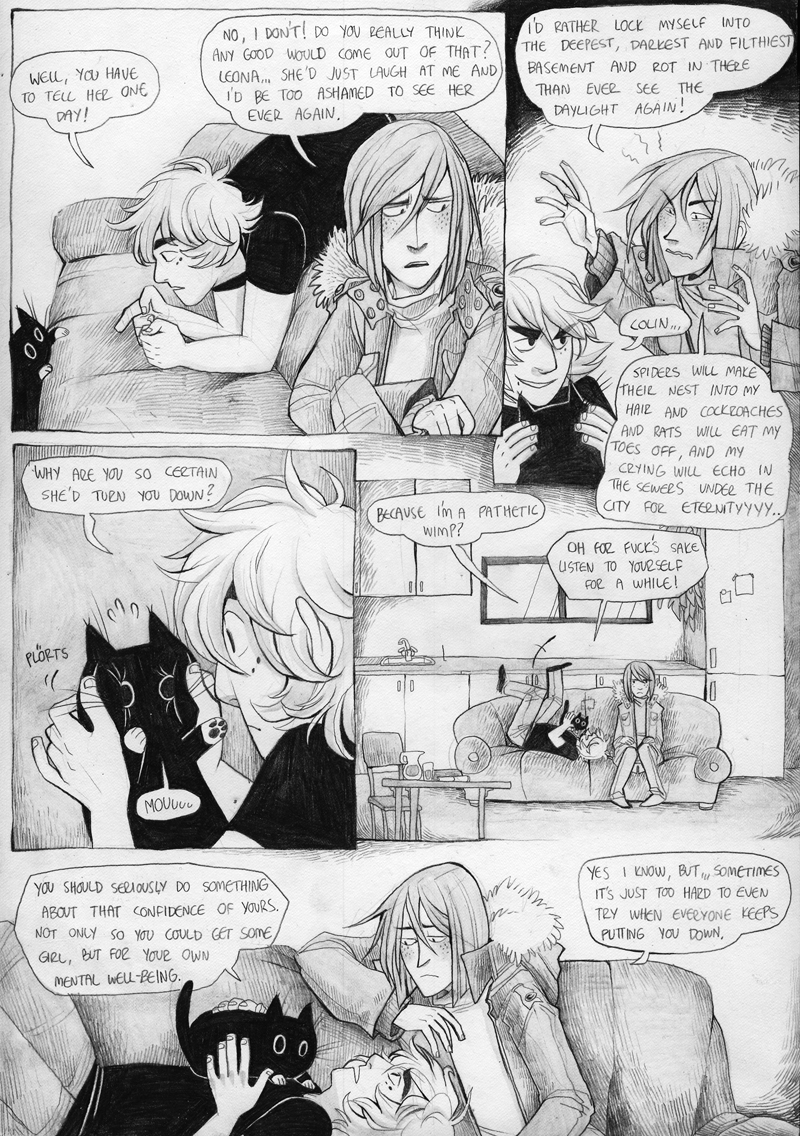 WELL, YOU HAVE
TO TELL HER ONE
DAY!
NO, I DON'T! DO YOU REALLY THINK
ANY GOOD WOULD COME OUT OF THAT?
LEONA... SHE'D JUST LAUGH AT ME AND
I'D BE TOO ASHAMED TO SEE HER
EVER AGAIN.
I'D RATHER LOCK MYSELF INTO
THE DEEPEST, DARKEST AND FILTHIEST
BASEMENT AND ROT IN THERE
THAN EVER SEE THE
DAYLIGHT AGAIN!
COLIN...
SPIDERS WILL MAKE
THEIR NEST INTO MY
HAIR AND COCKROACHES
AND RATS WILL EAT MY
TOES OFF, AND MY
CRYING WILL ECHO IN
THE SEWERS UNDER THE
CITY FOR ETERNITYYYY..
WHY ARE YOU SO CERTAIN
SHE'D TURN YOU DOWN?
PLÖRTS
MOUUUU
BECAUSE I'M A PATHETIC
WIMP?
OH FOR FUCK'S SAKE
LISTEN TO YOURSELF
FOR A WHILE!
YOU SHOULD SERIOUSLY DO SOMETHING
ABOUT THAT CONFIDENCE OF YOURS.
NOT ONLY SO YOU COULD GET SOME
GIRL, BUT FOR YOUR OWN
MENTAL WELL-BEING.
YES I KNOW, BUT... SOMETIMES
IT'S JUST TOO HARD TO EVEN
TRY WHEN EVERYONE KEEPS
PUTTING YOU DOWN.